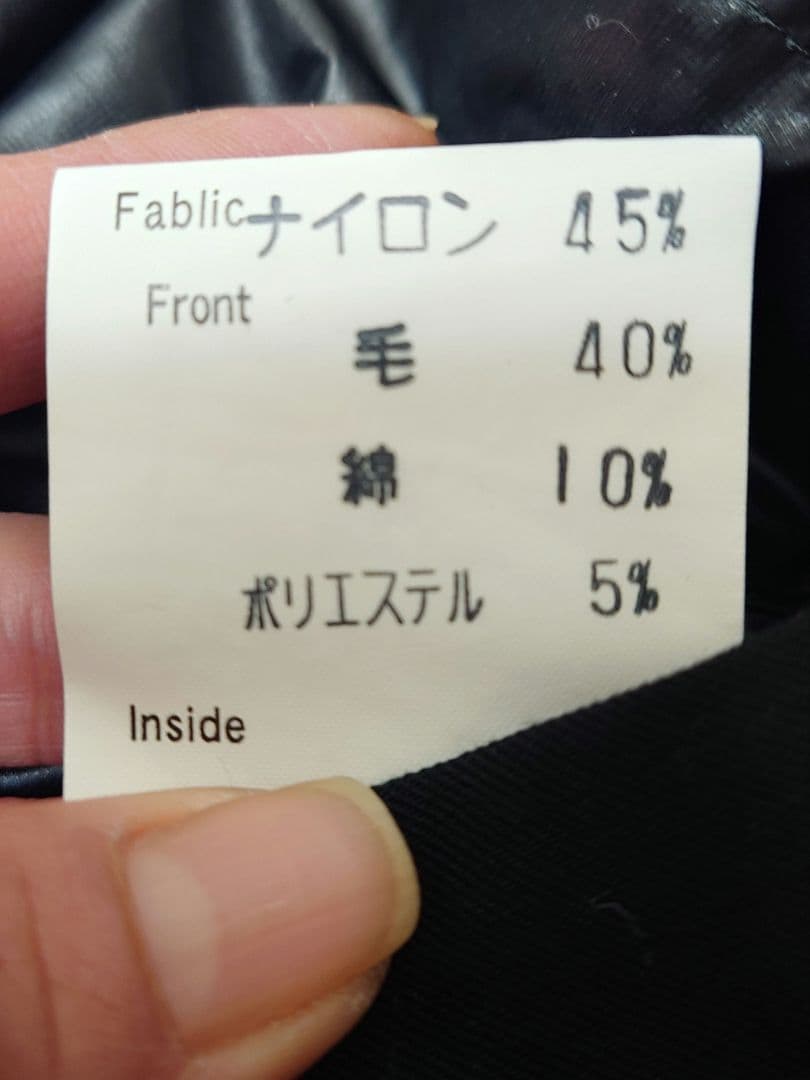 Fablic ナイロン 45%
Front
毛 40%
綿 10%
ポリエステル 5%
Inside